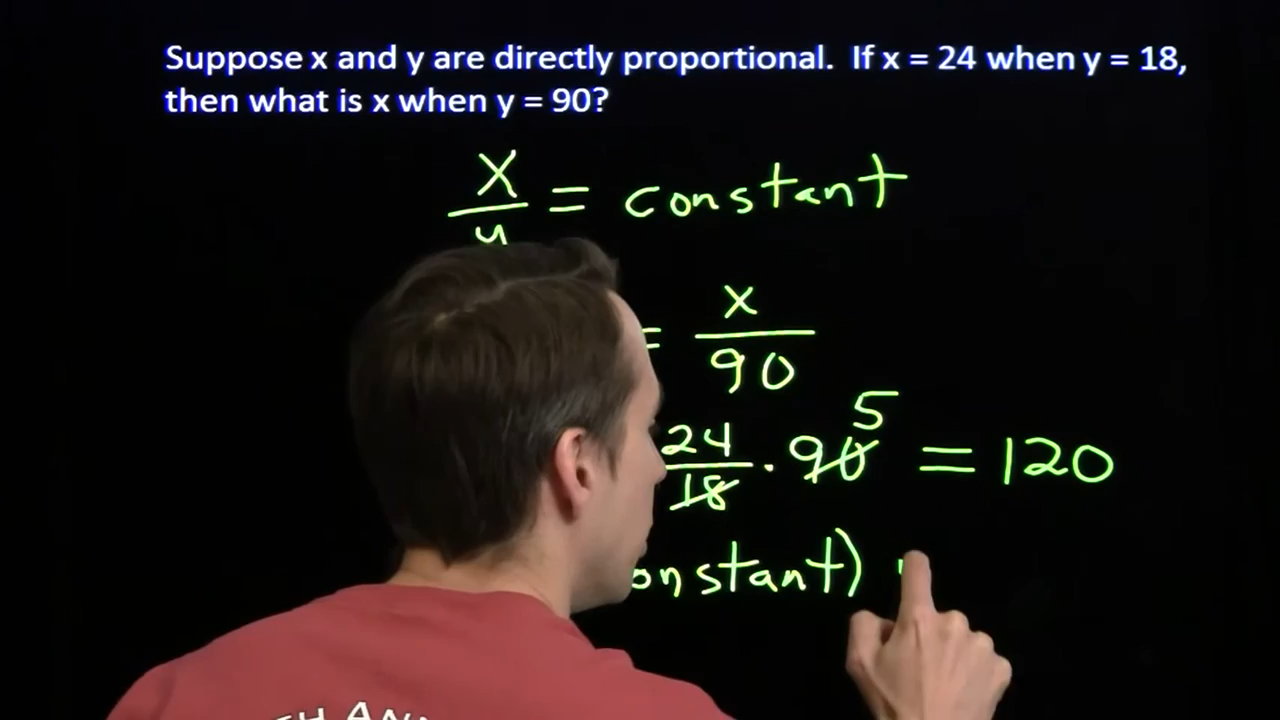 Suppose x and y are directly proportional. If x = 24 when y = 18,
then what is x when y = 90?
x/y = constant
= x/90
24/18 · 90 5 = 120
onstant)